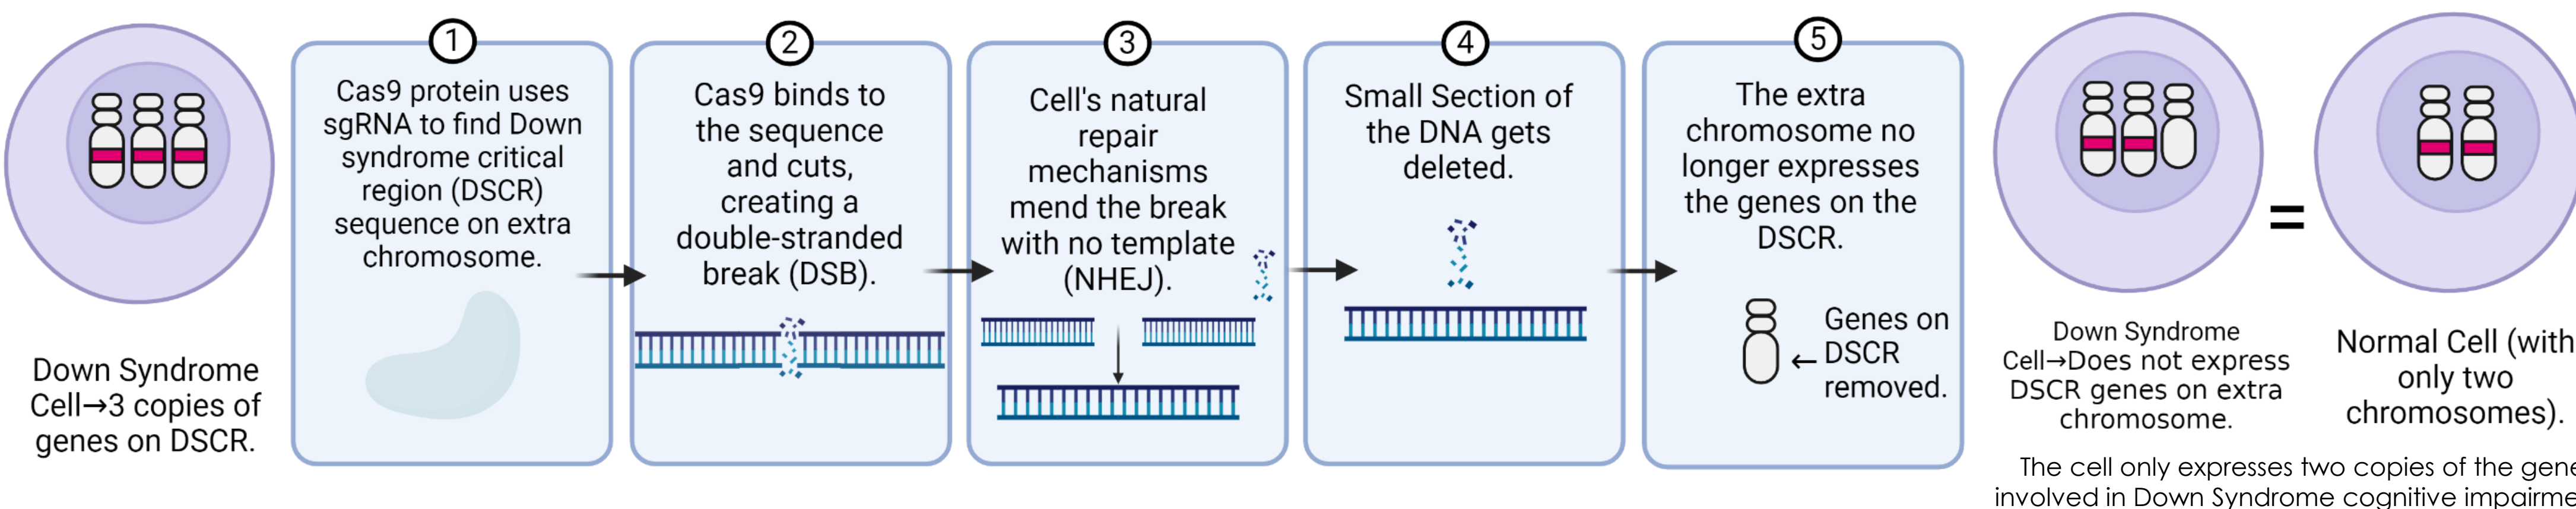 Down Syndrome
Cell→3 copies of
genes on DSCR.
1
Cas9 protein uses
sgRNA to find Down
syndrome critical
region (DSCR)
sequence on extra
chromosome.
2
Cas9 binds to
the sequence
and cuts,
creating a
double-stranded
break (DSB).
3
Cell's natural
repair
mechanisms
mend the break
with no template
(NHEJ).
4
Small Section of
the DNA gets
deleted.
5
The extra
chromosome no
longer expresses
the genes on the
DSCR.
Genes on
← DSCR
removed.
Down Syndrome
Cell→Does not express
DSCR genes on extra
chromosome.
=
Normal Cell (with
only two
chromosomes).
The cell only expresses two copies of the gene
involved in Down Syndrome cognitive impairme